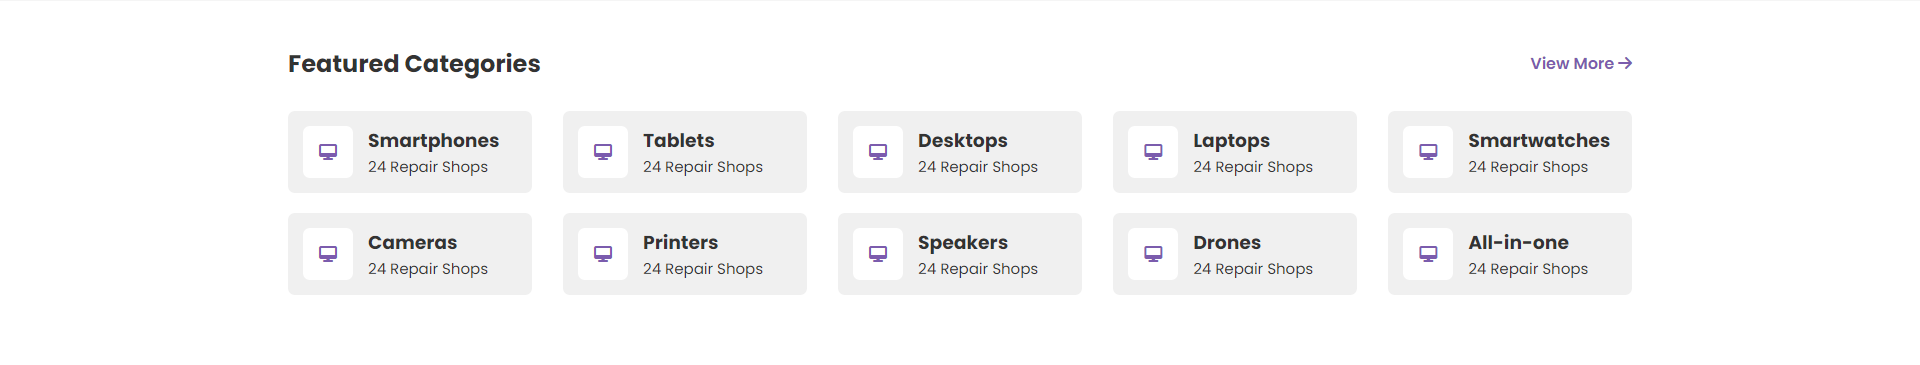 Featured Categories
View More
Smartphones
24 Repair Shops
Tablets
24 Repair Shops
Desktops
24 Repair Shops
Laptops
24 Repair Shops
Smartwatches
24 Repair Shops
Cameras
24 Repair Shops
Printers
24 Repair Shops
Speakers
24 Repair Shops
Drones
24 Repair Shops
All-in-one
24 Repair Shops